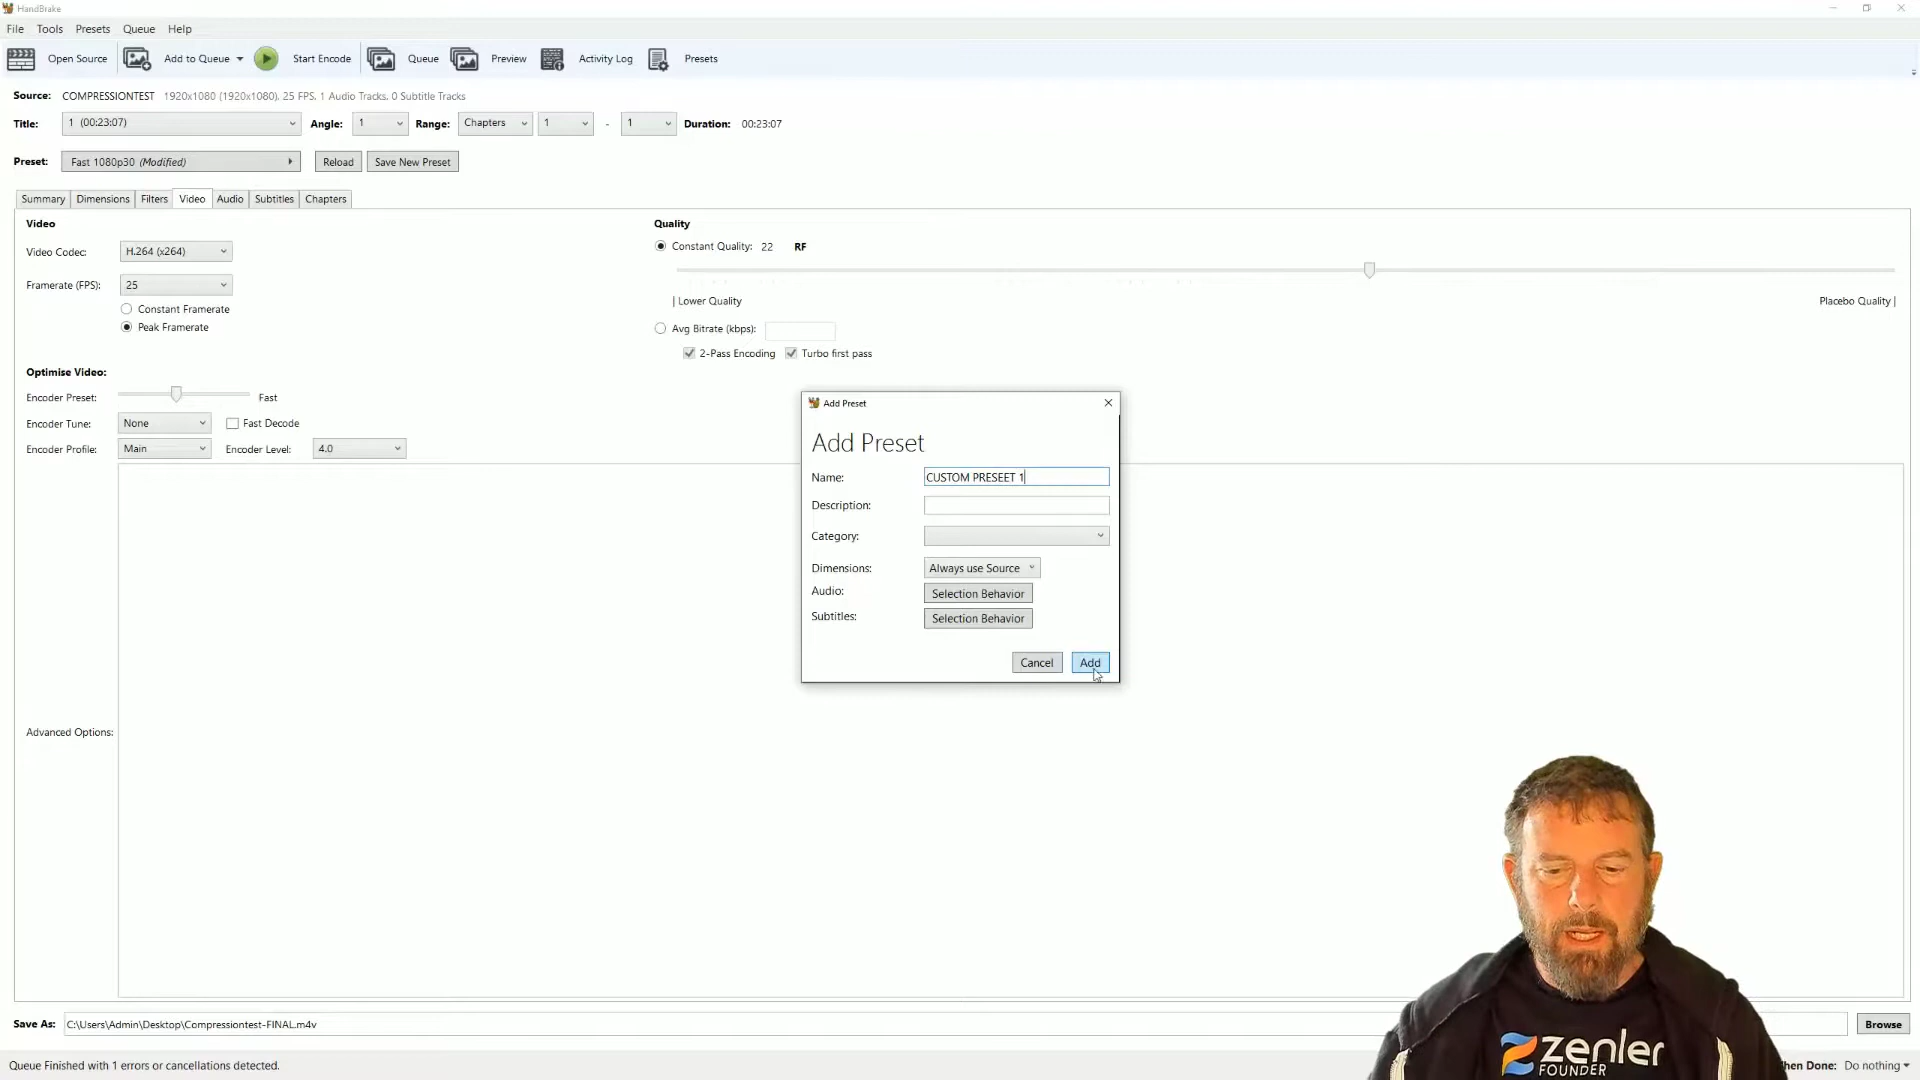 HandBrake
File Tools Presets Queue Help
Open Source Add to Queue Start Encode Queue Preview Activity Log Presets
Source: COMPRESSIONTEST 1920x1080 (1920x1080), 25 FPS, 1 Audio Tracks, 0 Subtitle Tracks
Title: 1 (00:23:07) Angle: 1 Range: Chapters 1 - 1 Duration: 00:23:07
Preset: Fast 1080p30 (Modified) Reload Save New Preset
Summary Dimensions Filters Video Audio Subtitles Chapters
Video
Video Codec: H.264 (x264)
Framerate (FPS): 25
Constant Framerate
Peak Framerate
Optimise Video:
Encoder Preset: Fast
Encoder Tune: None Fast Decode
Encoder Profile: Main Encoder Level: 4.0
Advanced Options:
Quality
Constant Quality: 22 RF
| Lower Quality Placebo Quality |
Avg Bitrate (kbps):
2-Pass Encoding Turbo first pass
Add Preset
Add Preset
Name: CUSTOM PRESEET 1
Description:
Category:
Dimensions: Always use Source
Audio: Selection Behavior
Subtitles: Selection Behavior
Cancel Add
Save As: C:\Users\Admin\Desktop\Compressiontest-FINAL.m4v Browse
Queue Finished with 1 errors or cancellations detected.
hen Done: Do nothing
zenler
FOUNDER